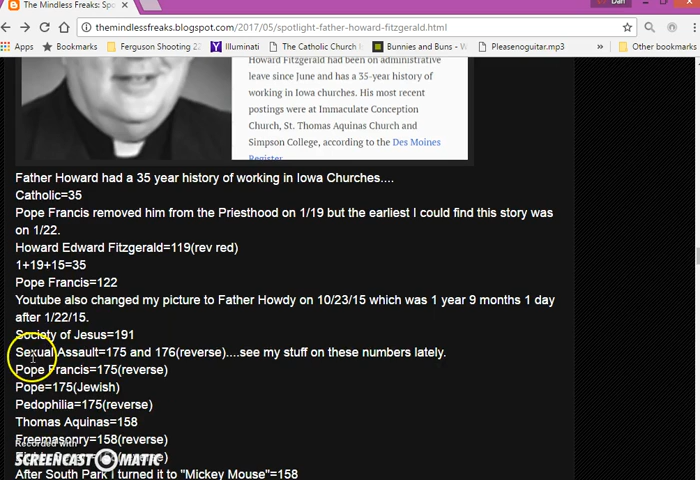 The Mindless Freaks: Spo
Dan
themindlessfreaks.blogspot.com/2017/05/spotlight-father-howard-fitzgerald.html
Apps Bookmarks Ferguson Shooting 22 Illuminati The Catholic Church Bunnies and Buns - W Pleasenoguitar.mp3 » Other bookmarks
Howard Fitzgerald had been on administrative
leave since June and has a 35-year history of
working in Iowa churches. His most recent
postings were at Immaculate Conception
Church, St. Thomas Aquinas Church and
Simpson College, according to the Des Moines
Register.
Father Howard had a 35 year history of working in Iowa Churches....
Catholic=35
Pope Francis removed him from the Priesthood on 1/19 but the earliest I could find this story was
on 1/22.
Howard Edward Fitzgerald=119(rev red)
1+19+15=35
Pope Francis=122
Youtube also changed my picture to Father Howdy on 10/23/15 which was 1 year 9 months 1 day
after 1/22/15.
Society of Jesus=191
Sexual Assault=175 and 176(reverse)....see my stuff on these numbers lately.
Pope Francis=175(reverse)
Pope=175(Jewish)
Pedophilia=175(reverse)
Thomas Aquinas=158
Freemasonry=158(reverse)
Recorded with
SCREENCAST MATIC
After South Park I turned it to "Mickey Mouse"=158